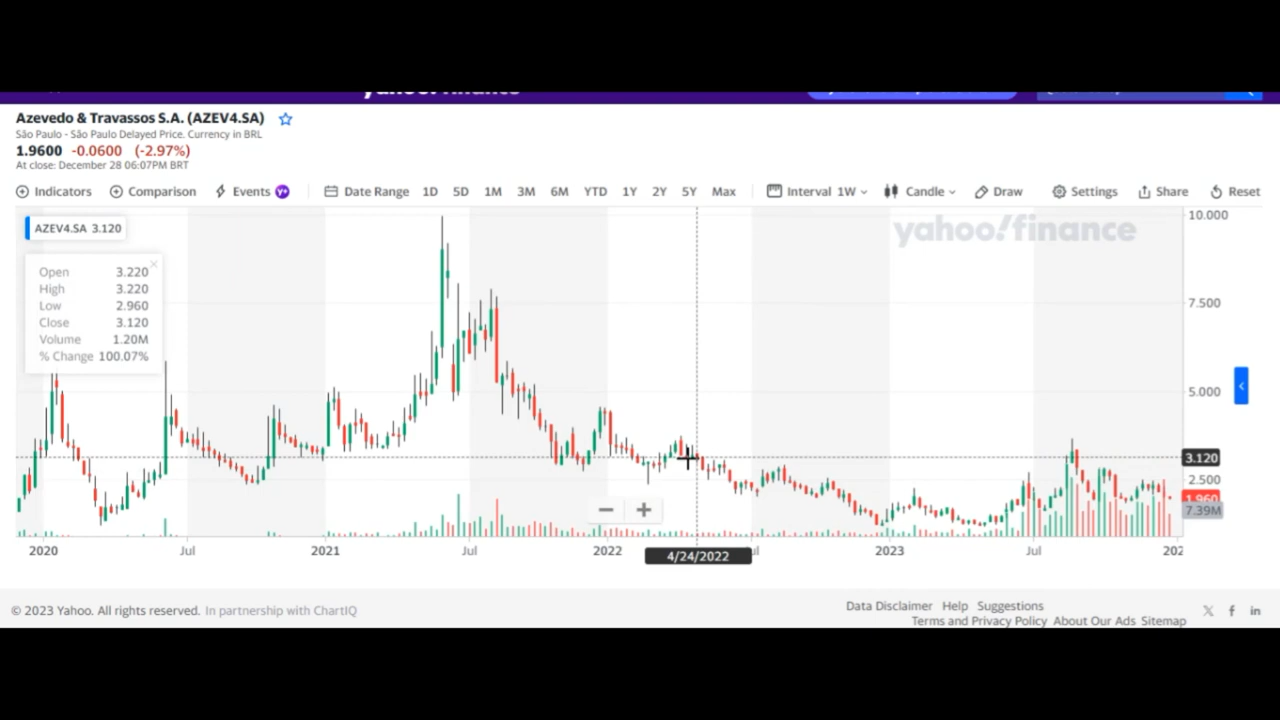 Azevedo & Travassos S.A. (AZEV4.SA)
São Paulo - São Paulo Delayed Price. Currency in BRL
1.9600 -0.0600 (-2.97%)
At close: December 28 06:07PM BRT
Indicators Comparison Events y+ Date Range 1D 5D 1M 3M 6M YTD 1Y 2Y 5Y Max Interval 1W Candle Draw Settings Share Reset
AZEV4.SA 3.120
yahoo!finance
Open 3.220
High 3.220
Low 2.960
Close 3.120
Volume 1.20M
% Change 100.07%
10.000
7.500
5.000
3.120
2.500
1.960
7.39M
2020 Jul 2021 Jul 2022 2023 Jul
4/24/2022
© 2023 Yahoo. All rights reserved. In partnership with ChartIQ
Data Disclaimer Help Suggestions
Terms and Privacy Policy About Our Ads Sitemap